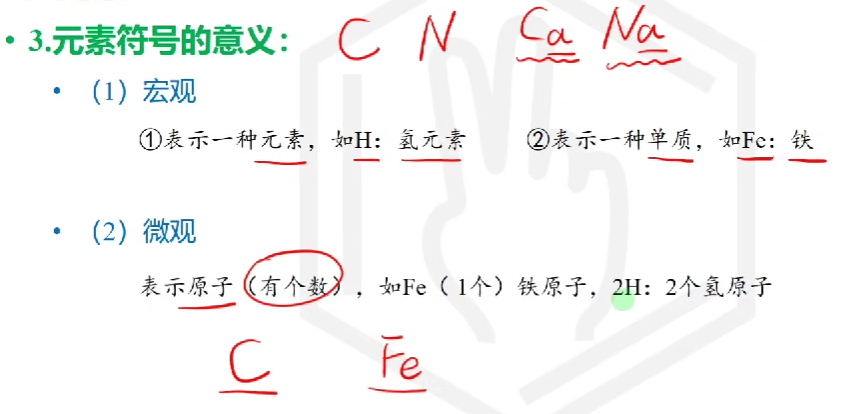 • 3.元素符号的意义： C N Ca Na
• （1）宏观
①表示一种元素，如H：氢元素 ②表示一种单质，如Fe：铁
• （2）微观
表示原子（有个数），如Fe（1个）铁原子，2H：2个氢原子
C Fe